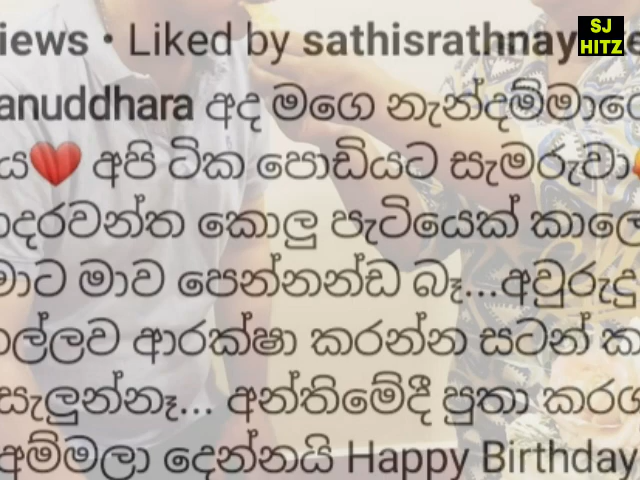 SJ
HITZ
iews • Liked by sathisrathnay
anuddhara අද මගෙ නැන්දම්මාගෙ
ය❤️ අපි ටික පොඩියට සැමරුවා
ආදරවන්ත කොලු පැටියෙක් කාලෙ
මාට මාව පෙන්නන්ඩ බෑ...අවුරුදු
ල්ලව ආරක්ෂා කරන්න සටන් ක
සැලුන්නෑ... අන්තිමේදී පුතා කරග
අම්මලා දෙන්නයි Happy Birthday